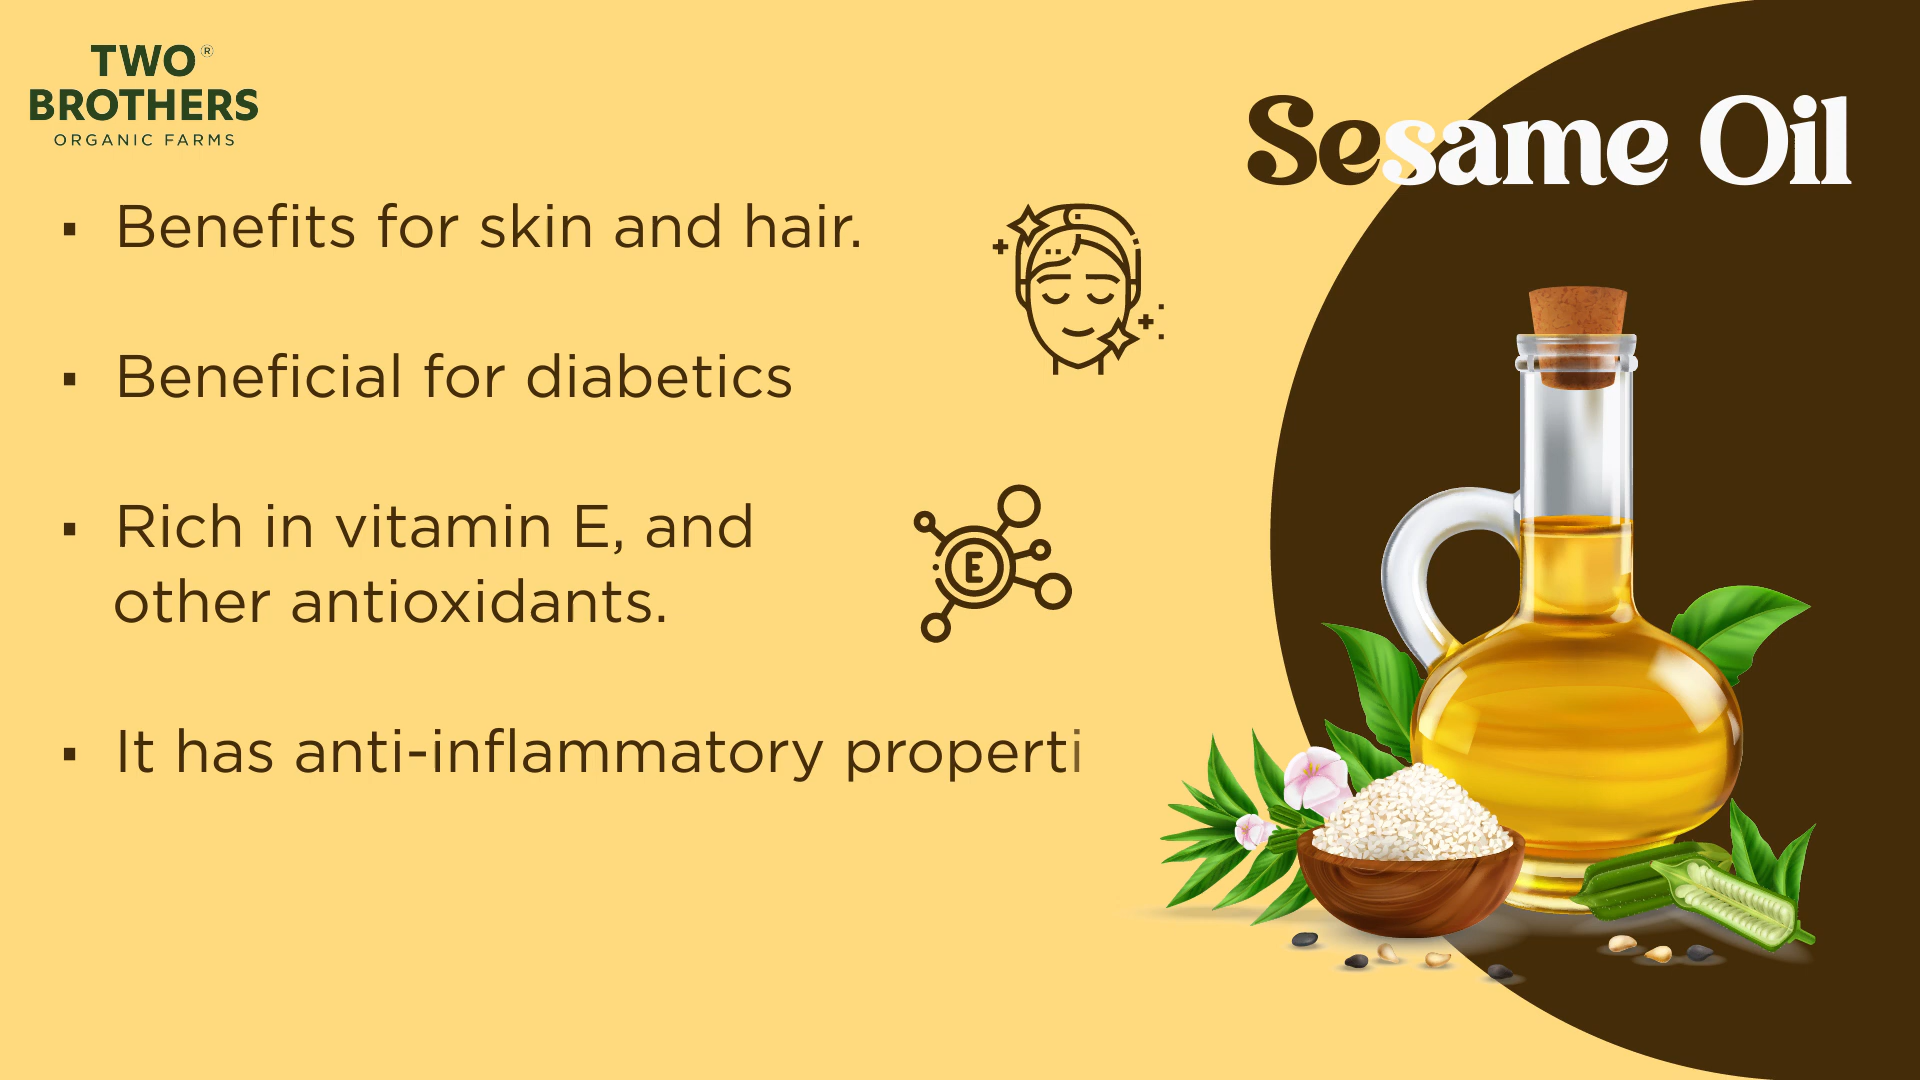 TWO ®
BROTHERS
ORGANIC FARMS
Sesame Oil
▪ Benefits for skin and hair.
▪ Beneficial for diabetics
▪ Rich in vitamin E, and
other antioxidants.
E
▪ It has anti-inflammatory properti